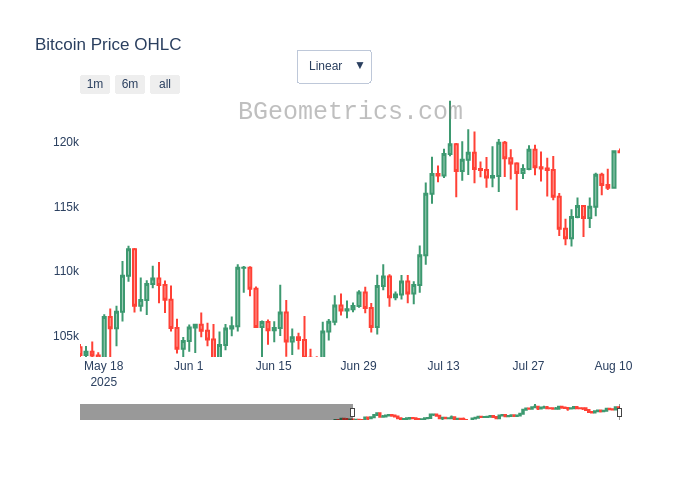 Bitcoin Price OHLC
Linear ▼
1m 6m all
BGeometrics.com
120k
115k
110k
105k
May 18 Jun 1 Jun 15 Jun 29 Jul 13 Jul 27 Aug 10
2025